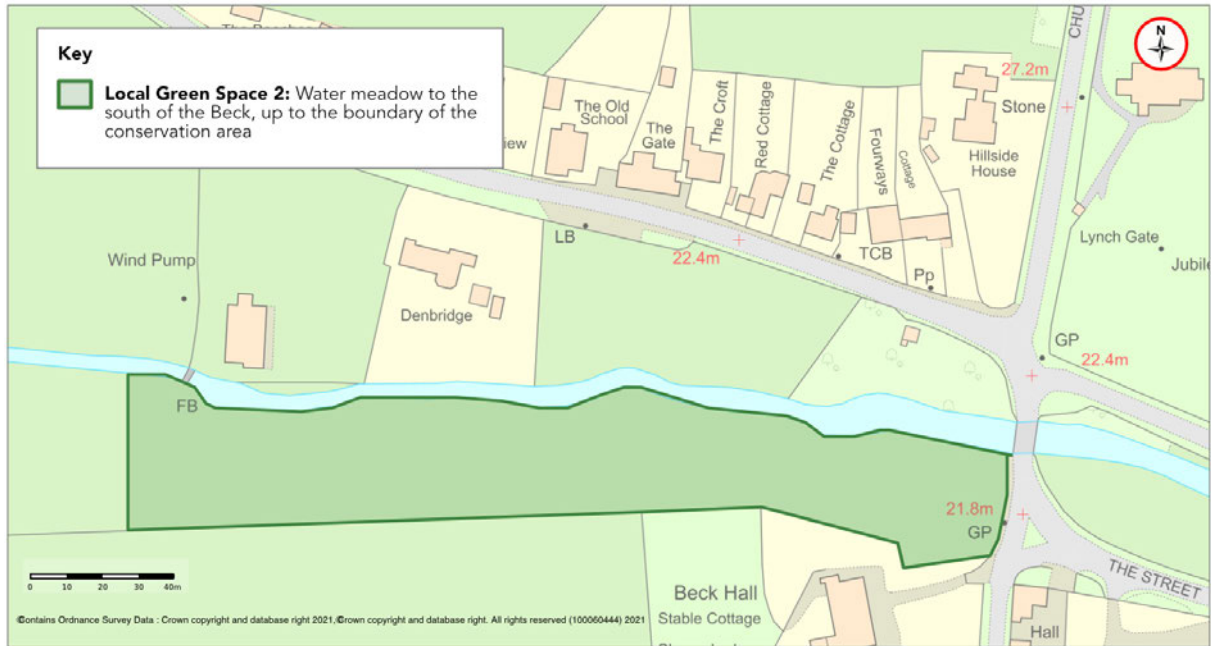 Key
Local Green Space 2: Water meadow to the
south of the Beck, up to the boundary of the
conservation area
N
CHU
27.2m
Stone
Hillside
House
The Old
School
The
Gate
The Croft
Red Cottage
The Cottage
Fourways
Cottage
iew
Lynch Gate
Jubile
LB
22.4m
TCB
Pp
Wind Pump
Denbridge
GP
22.4m
FB
21.8m
GP
THE STREET
Beck Hall
Stable Cottage
Hall
0 10 20 30 40m
©Contains Ordnance Survey Data : Crown copyright and database right 2021,©Crown copyright and database right. All rights reserved (100060444) 2021